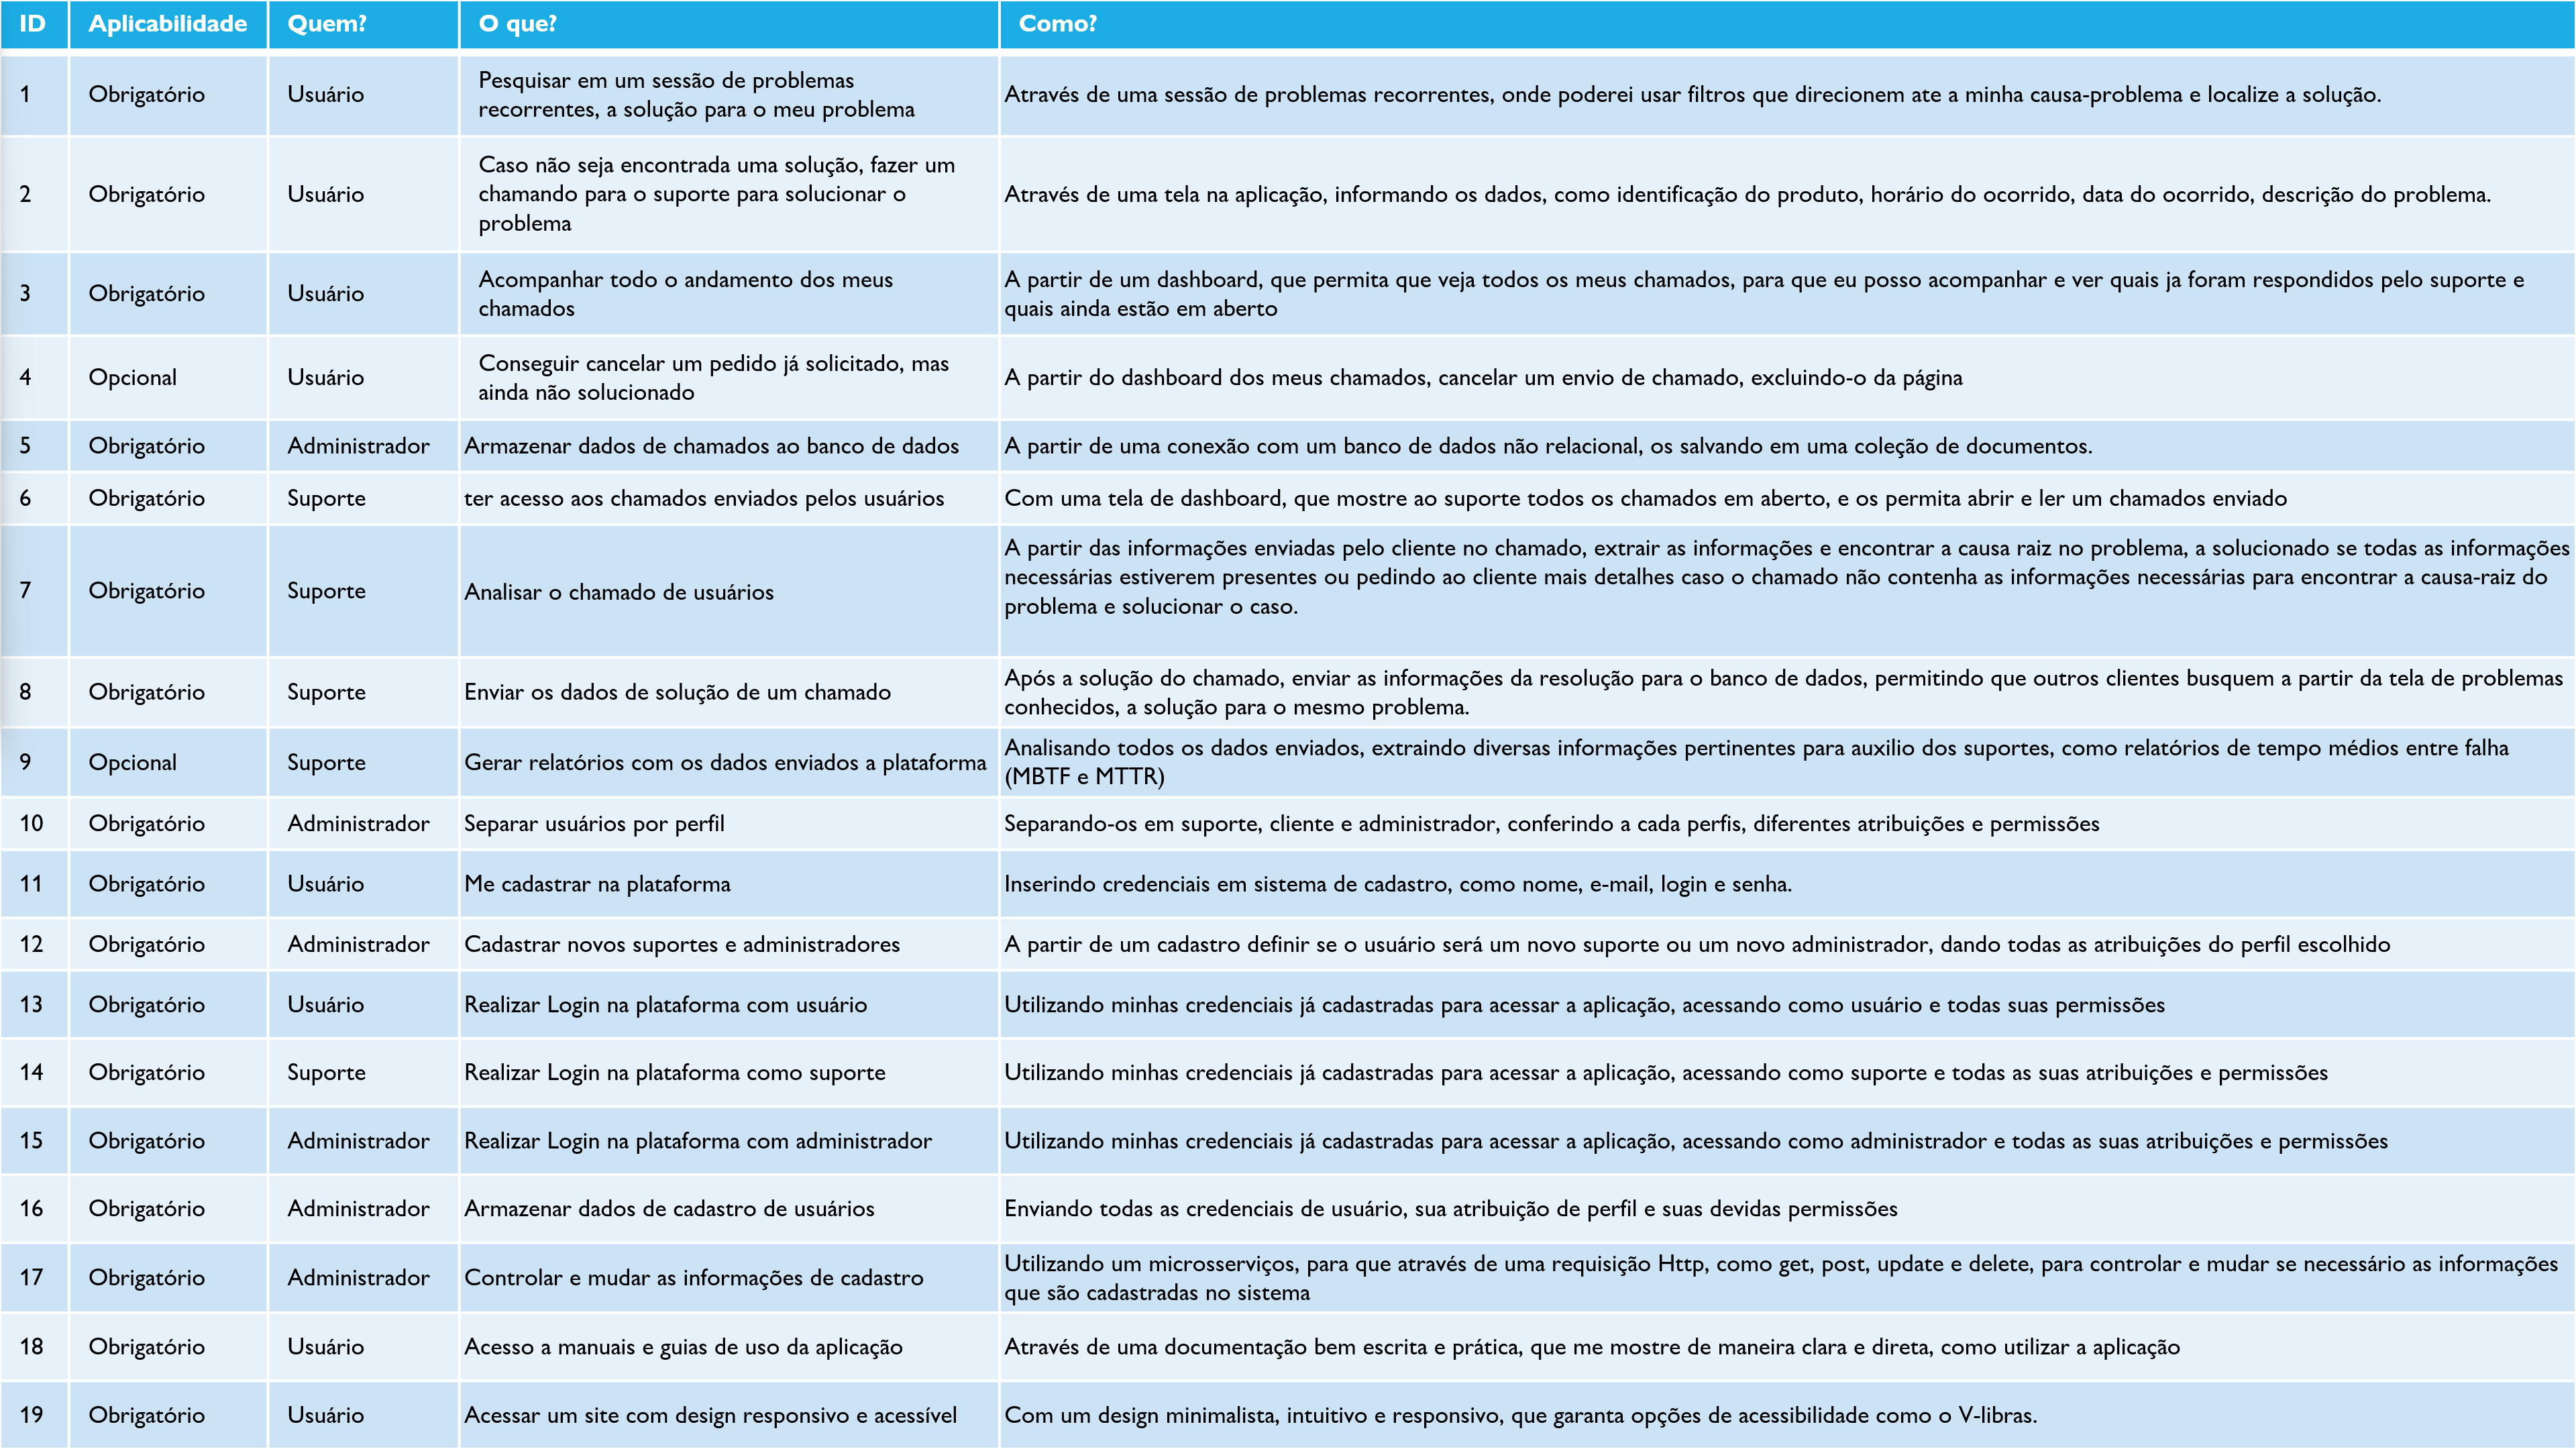 ID Aplicabilidade Quem? O que? Como?
1 Obrigatório Usuário Pesquisar em um sessão de problemas
recorrentes, a solução para o meu problema
Através de uma sessão de problemas recorrentes, onde poderei usar filtros que direcionem ate a minha causa-problema e localize a solução.
2 Obrigatório Usuário Caso não seja encontrada uma solução, fazer um
chamando para o suporte para solucionar o
problema
Através de uma tela na aplicação, informando os dados, como identificação do produto, horário do ocorrido, data do ocorrido, descrição do problema.
3 Obrigatório Usuário Acompanhar todo o andamento dos meus
chamados
A partir de um dashboard, que permita que veja todos os meus chamados, para que eu posso acompanhar e ver quais ja foram respondidos pelo suporte e
quais ainda estão em aberto
4 Opcional Usuário Conseguir cancelar um pedido já solicitado, mas
ainda não solucionado
A partir do dashboard dos meus chamados, cancelar um envio de chamado, excluindo-o da página
5 Obrigatório Administrador Armazenar dados de chamados ao banco de dados A partir de uma conexão com um banco de dados não relacional, os salvando em uma coleção de documentos.
6 Obrigatório Suporte ter acesso aos chamados enviados pelos usuários Com uma tela de dashboard, que mostre ao suporte todos os chamados em aberto, e os permita abrir e ler um chamados enviado
7 Obrigatório Suporte Analisar o chamado de usuários
A partir das informações enviadas pelo cliente no chamado, extrair as informações e encontrar a causa raiz no problema, a solucionado se todas as informações
necessárias estiverem presentes ou pedindo ao cliente mais detalhes caso o chamado não contenha as informações necessárias para encontrar a causa-raiz do
problema e solucionar o caso.
8 Obrigatório Suporte Enviar os dados de solução de um chamado
Após a solução do chamado, enviar as informações da resolução para o banco de dados, permitindo que outros clientes busquem a partir da tela de problemas
conhecidos, a solução para o mesmo problema.
9 Opcional Suporte Gerar relatórios com os dados enviados a plataforma
Analisando todos os dados enviados, extraindo diversas informações pertinentes para auxilio dos suportes, como relatórios de tempo médios entre falha
(MBTF e MTTR)
10 Obrigatório Administrador Separar usuários por perfil Separando-os em suporte, cliente e administrador, conferindo a cada perfis, diferentes atribuições e permissões
11 Obrigatório Usuário Me cadastrar na plataforma Inserindo credenciais em sistema de cadastro, como nome, e-mail, login e senha.
12 Obrigatório Administrador Cadastrar novos suportes e administradores A partir de um cadastro definir se o usuário será um novo suporte ou um novo administrador, dando todas as atribuições do perfil escolhido
13 Obrigatório Usuário Realizar Login na plataforma com usuário Utilizando minhas credenciais já cadastradas para acessar a aplicação, acessando como usuário e todas suas permissões
14 Obrigatório Suporte Realizar Login na plataforma como suporte Utilizando minhas credenciais já cadastradas para acessar a aplicação, acessando como suporte e todas as suas atribuições e permissões
15 Obrigatório Administrador Realizar Login na plataforma com administrador Utilizando minhas credenciais já cadastradas para acessar a aplicação, acessando como administrador e todas as suas atribuições e permissões
16 Obrigatório Administrador Armazenar dados de cadastro de usuários Enviando todas as credenciais de usuário, sua atribuição de perfil e suas devidas permissões
17 Obrigatório Administrador Controlar e mudar as informações de cadastro
Utilizando um microsserviços, para que através de uma requisição Http, como get, post, update e delete, para controlar e mudar se necessário as informações
que são cadastradas no sistema
18 Obrigatório Usuário Acesso a manuais e guias de uso da aplicação Através de uma documentação bem escrita e prática, que me mostre de maneira clara e direta, como utilizar a aplicação
19 Obrigatório Usuário Acessar um site com design responsivo e acessível Com um design minimalista, intuitivo e responsivo, que garanta opções de acessibilidade como o V-libras.